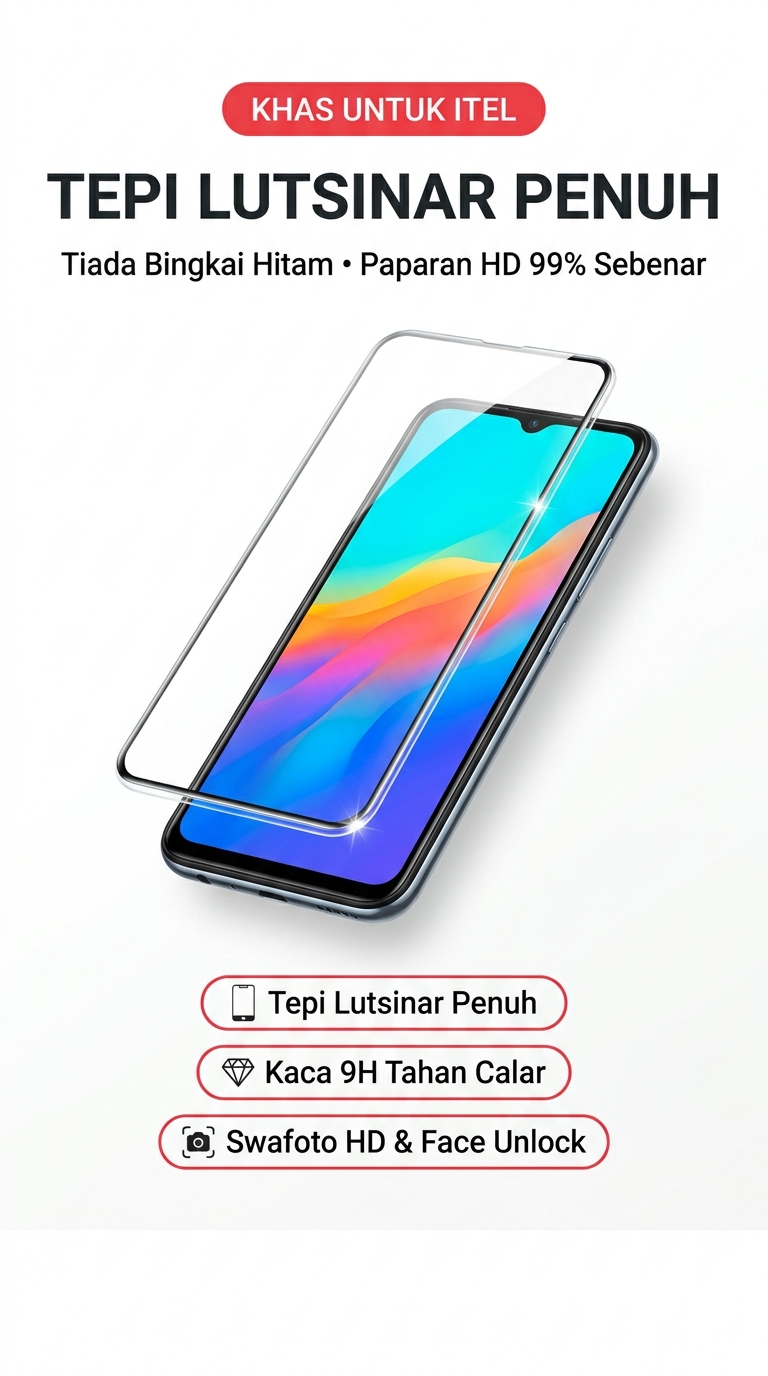 KHAS UNTUK ITEL
TEPI LUTSINAR PENUH
Tiada Bingkai Hitam • Paparan HD 99% Sebenar
Tepi Lutsinar Penuh
Kaca 9H Tahan Calar
Swafoto HD & Face Unlock